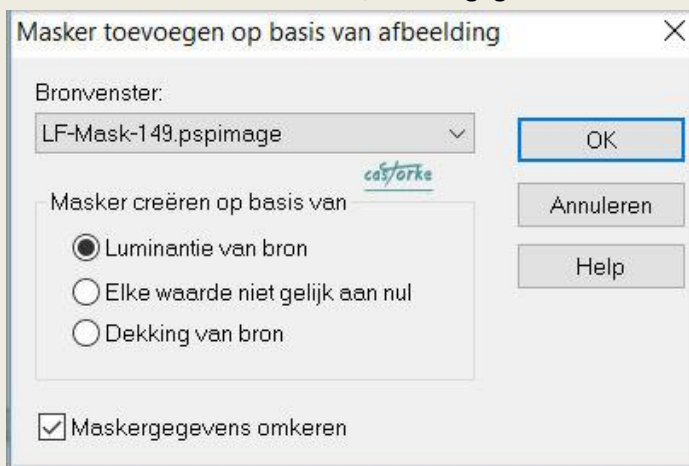 Masker toevoegen op basis van afbeelding
Bronvenster:
LF-Mask-149.pspimage
OK
castorke
Masker creëren op basis van
Annuleren
Luminantie van bron
Help
Elke waarde niet gelijk aan nul
Dekking van bron
Maskergegevens omkeren